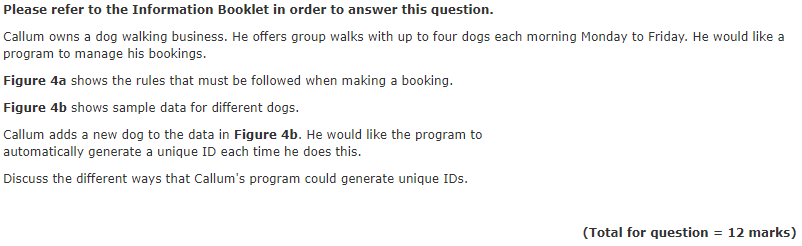 Please refer to the Information Booklet in order to answer this question.
Callum owns a dog walking business. He offers group walks with up to four dogs each morning Monday to Friday. He would like a
program to manage his bookings.
Figure 4a shows the rules that must be followed when making a booking.
Figure 4b shows sample data for different dogs.
Callum adds a new dog to the data in Figure 4b. He would like the program to
automatically generate a unique ID each time he does this.
Discuss the different ways that Callum's program could generate unique IDs.
(Total for question = 12 marks)